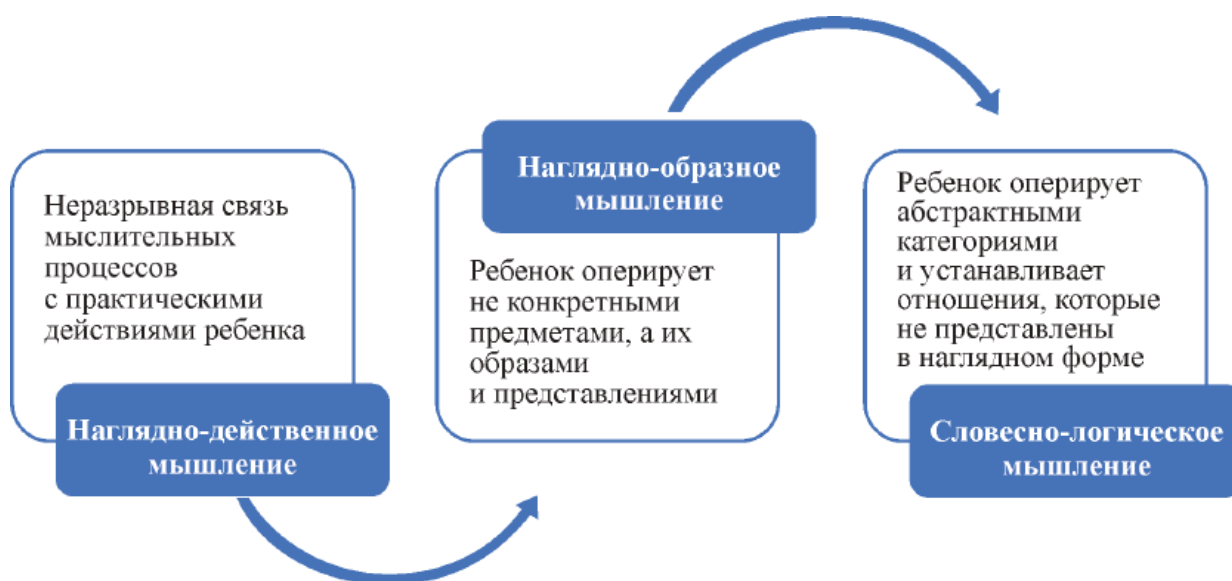 Неразрывная связь
мыслительных
процессов
с практическими
действиями ребенка
Наглядно-действенное
мышление
Наглядно-образное
мышление
Ребенок оперирует
не конкретными
предметами, а их
образами
и представлениями
Ребенок оперирует
абстрактными
категориями
и устанавливает
отношения, которые
не представлены
в наглядном форме
Словесно-логическое
мышление